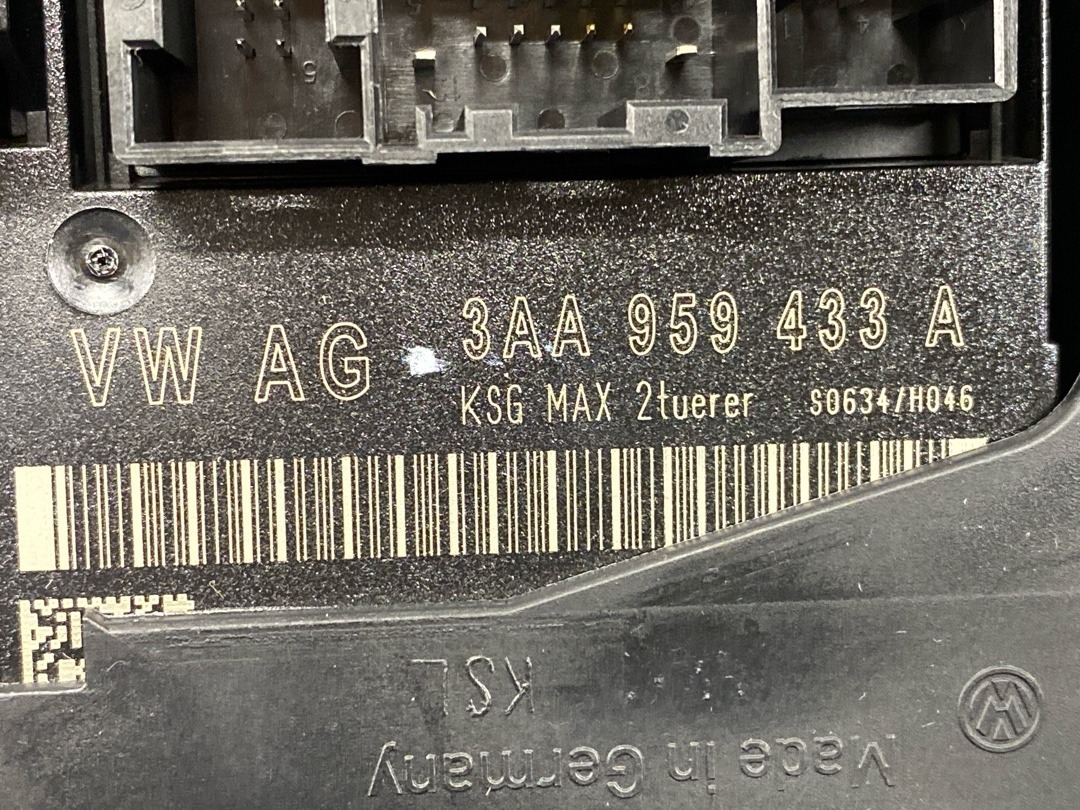 VW AG 3AA 959 433 A
KSG MAX 2tuerer S0634/H046
KSL
Made in Germany